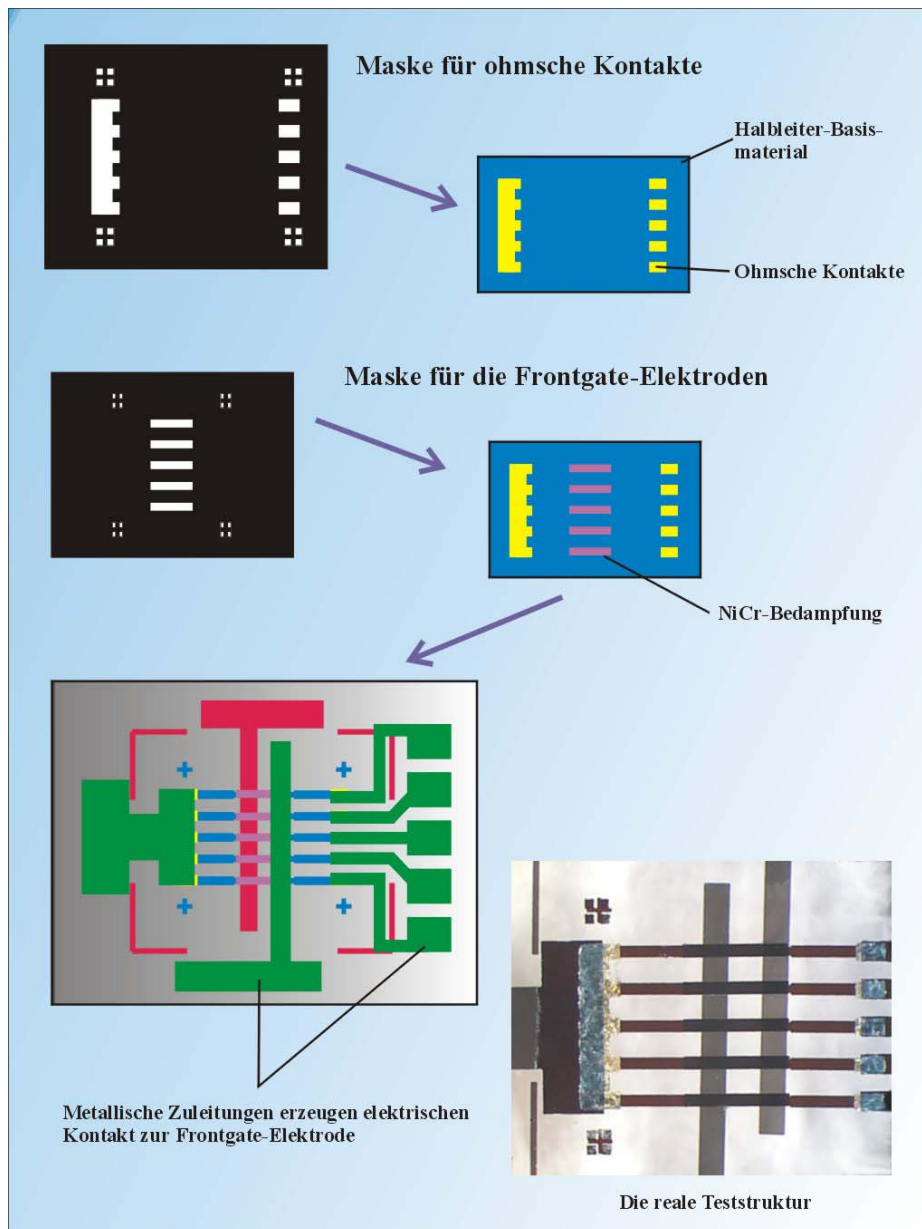 Maske für ohmsche Kontakte
Halbleiter-Basis-
material
Ohmsche Kontakte
Maske für die Frontgate-Elektroden
NiCr-Bedampfung
Metallische Zuleitungen erzeugen elektrischen
Kontakt zur Frontgate-Elektrode
Die reale Teststruktur